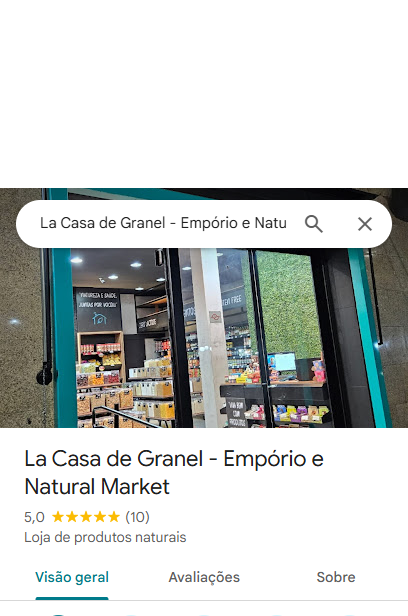 La Casa de Granel - Empório e Natu
NATUREZA E SAÚDE,
JUNTAS POR VOCÊ!
La Casa de Granel - Empório e
Natural Market
5,0 (10)
Loja de produtos naturais
Visão geral Avaliações Sobre